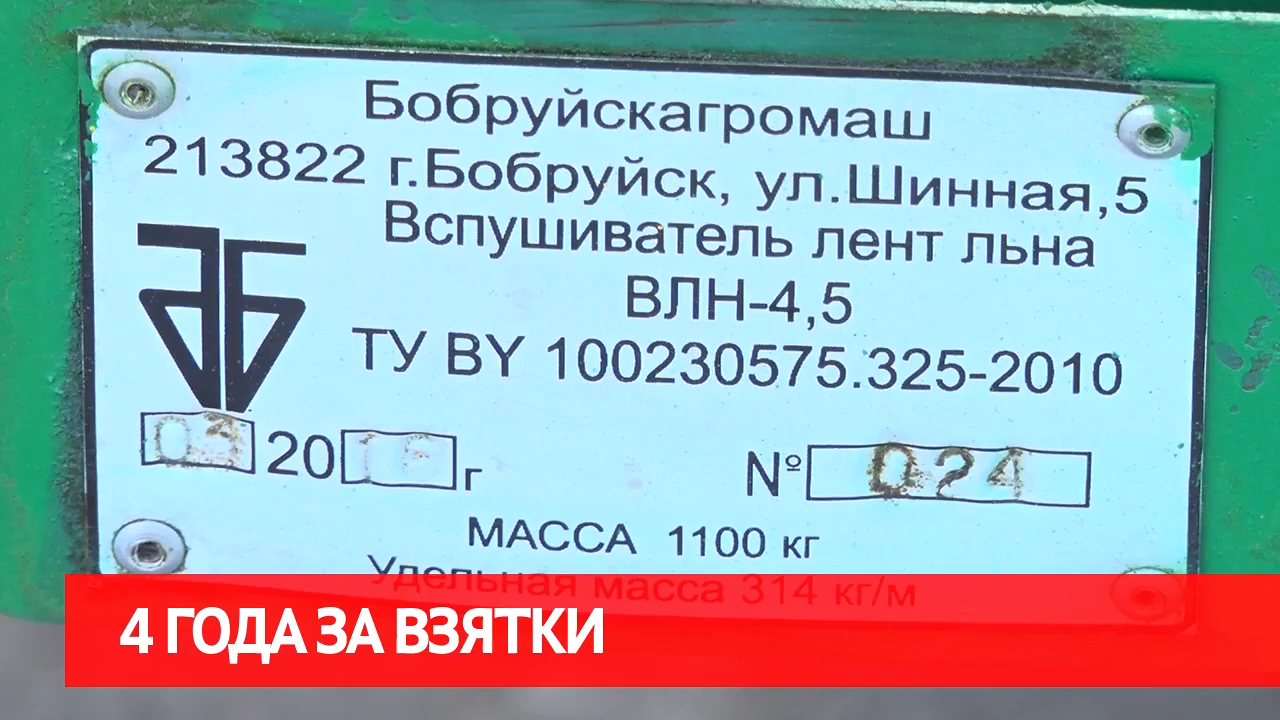 Бобруйскагромаш
213822 г.Бобруйск, ул.Шинная,5
Вспушиватель лент льна
ВЛН-4,5
ТУ BY 100230575.325-2010
03 20 г № 024
МАССА 1100 кг
Удельная масса 314 кг/м
4 ГОДА ЗА ВЗЯТКИ